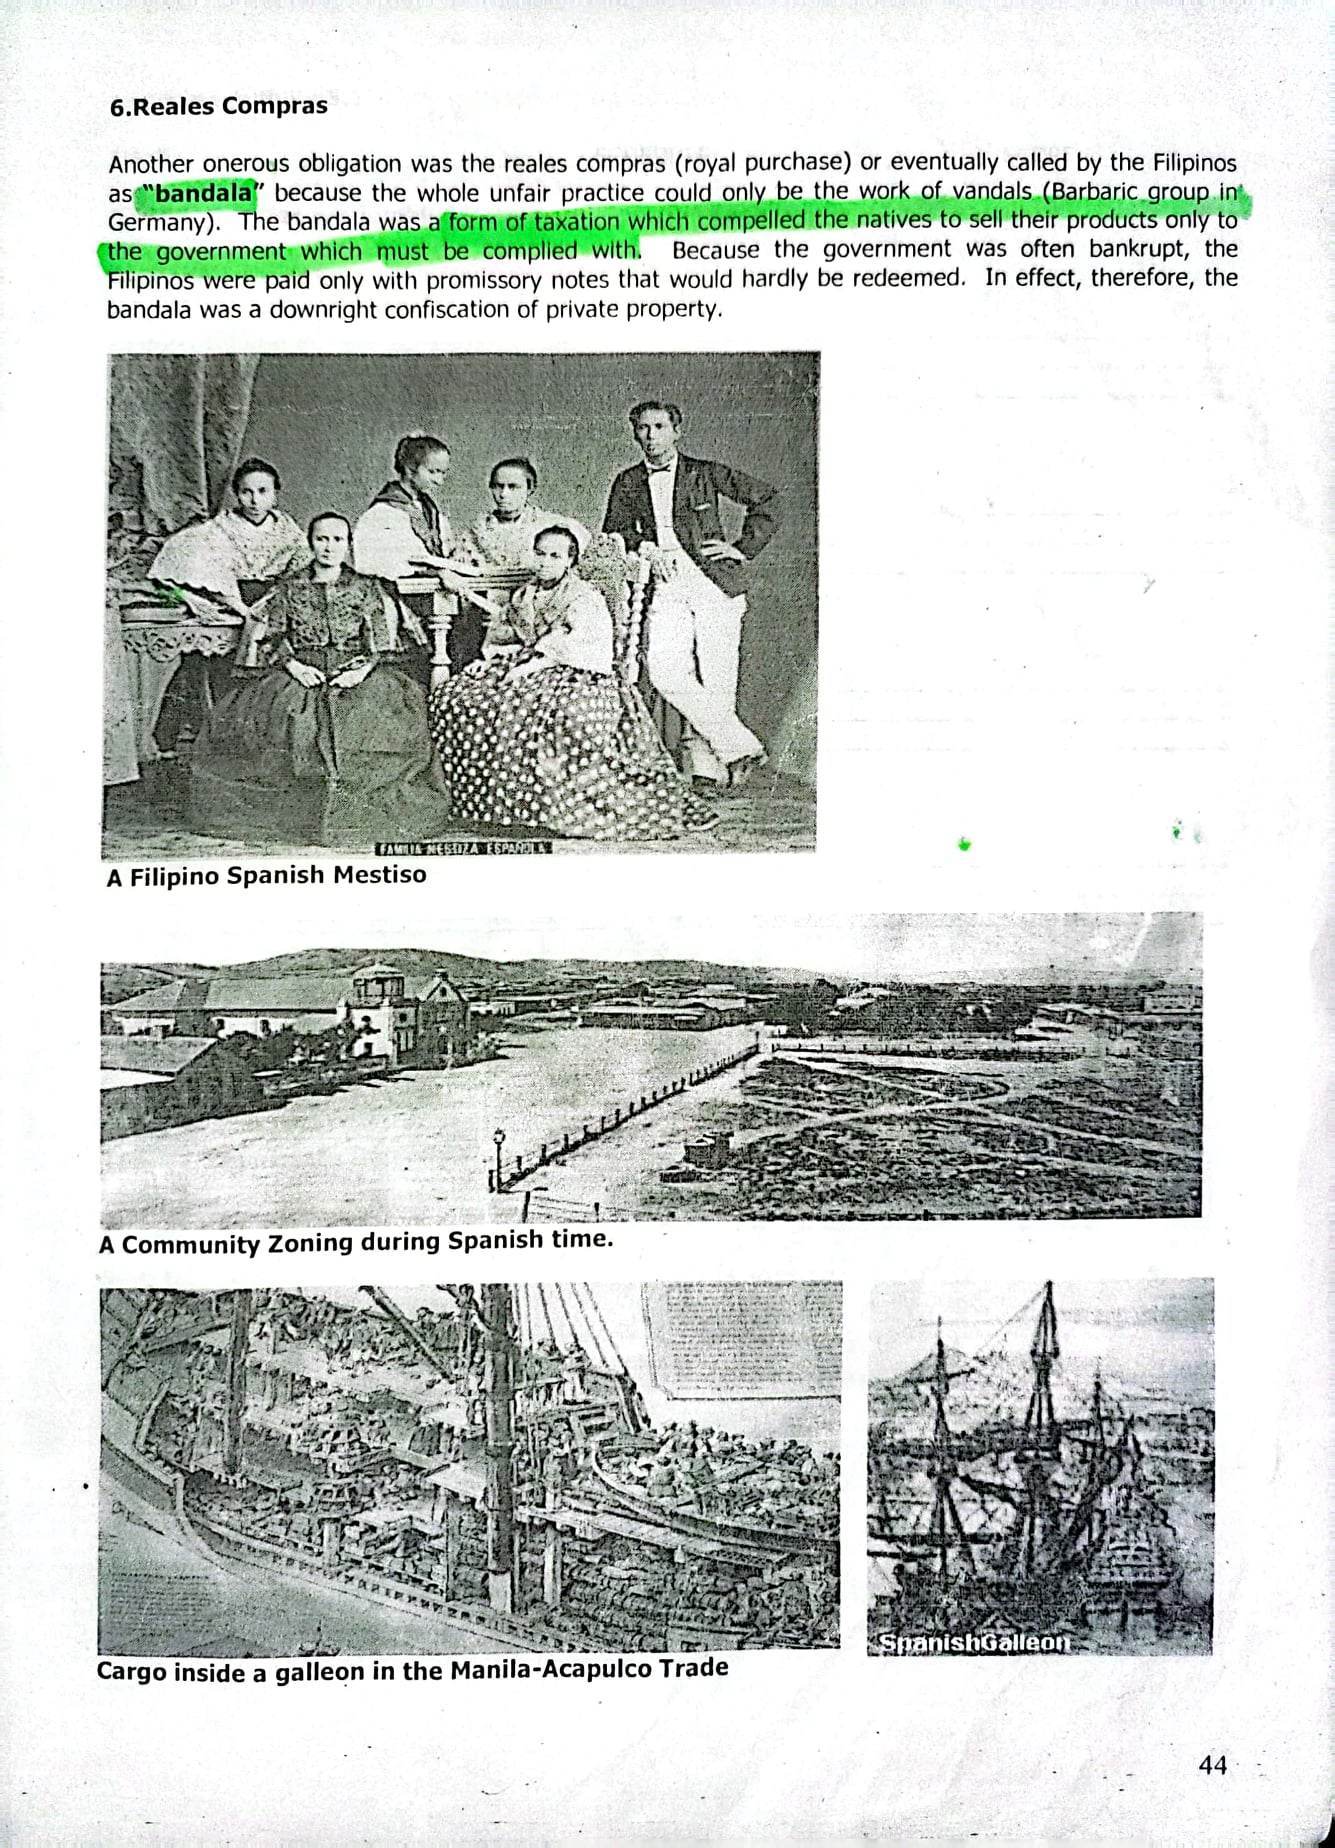 6.Reales Compras
Another onerous obligation was the reales compras (royal purchase) or eventually called by the Filipinos
as "bandala" because the whole unfair practice could only be the work of vandals (Barbaric group in
Germany). The bandala was a form of taxation which compelled the natives to sell their products only to
the government which must be complied with. Because the government was often bankrupt, the
Filipinos were paid only with promissory notes that would hardly be redeemed. In effect, therefore, the
bandala was a downright confiscation of private property.
FAMILIA MESTIZA ESPAÑOLA
A Filipino Spanish Mestiso
A Community Zoning during Spanish time.
SpanishGalleon
Cargo inside a galleon in the Manila-Acapulco Trade
44